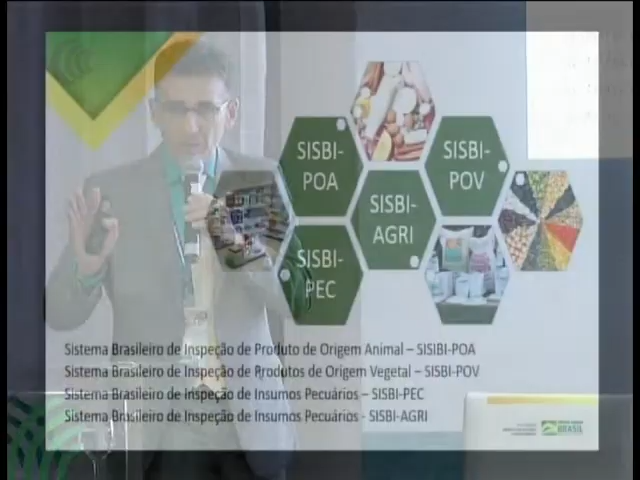 SISBI-
POA
SISBI-
POV
SISBI-
AGRI
SISBI-
PEC
Sistema Brasileiro de Inspeção de Produto de Origem Animal – SISIBI-POA
Sistema Brasileiro de Inspeção de Produtos de Origem Vegetal – SISBI-POV
Sistema Brasileiro de Inspeção de Insumos Pecuários – SISBI-PEC
Sistema Brasileiro de Inspeção de Insumos Pecuários - SISBI-AGRI
BRASIL